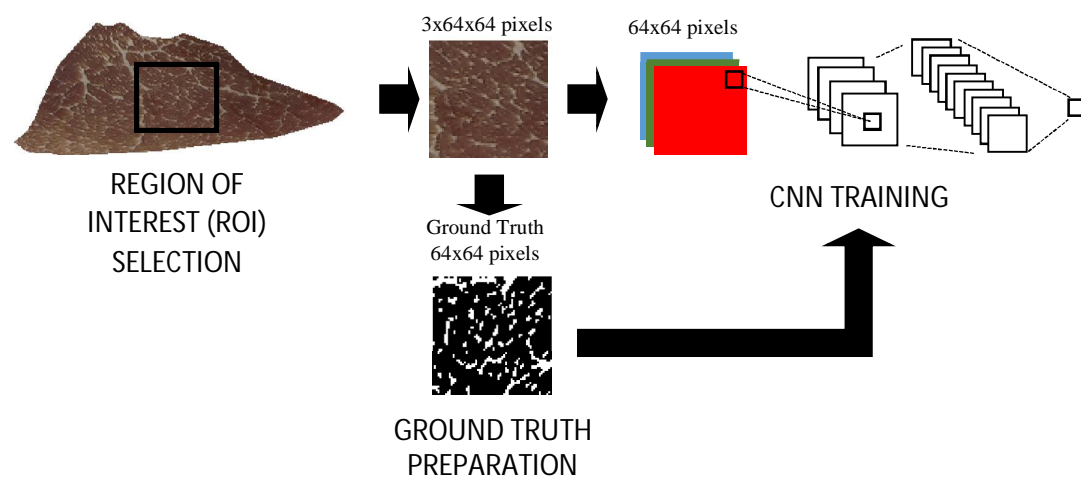 3x64x64 pixels
64x64 pixels
REGION OF
INTEREST (ROI)
SELECTION
Ground Truth
64x64 pixels
CNN TRAINING
GROUND TRUTH
PREPARATION